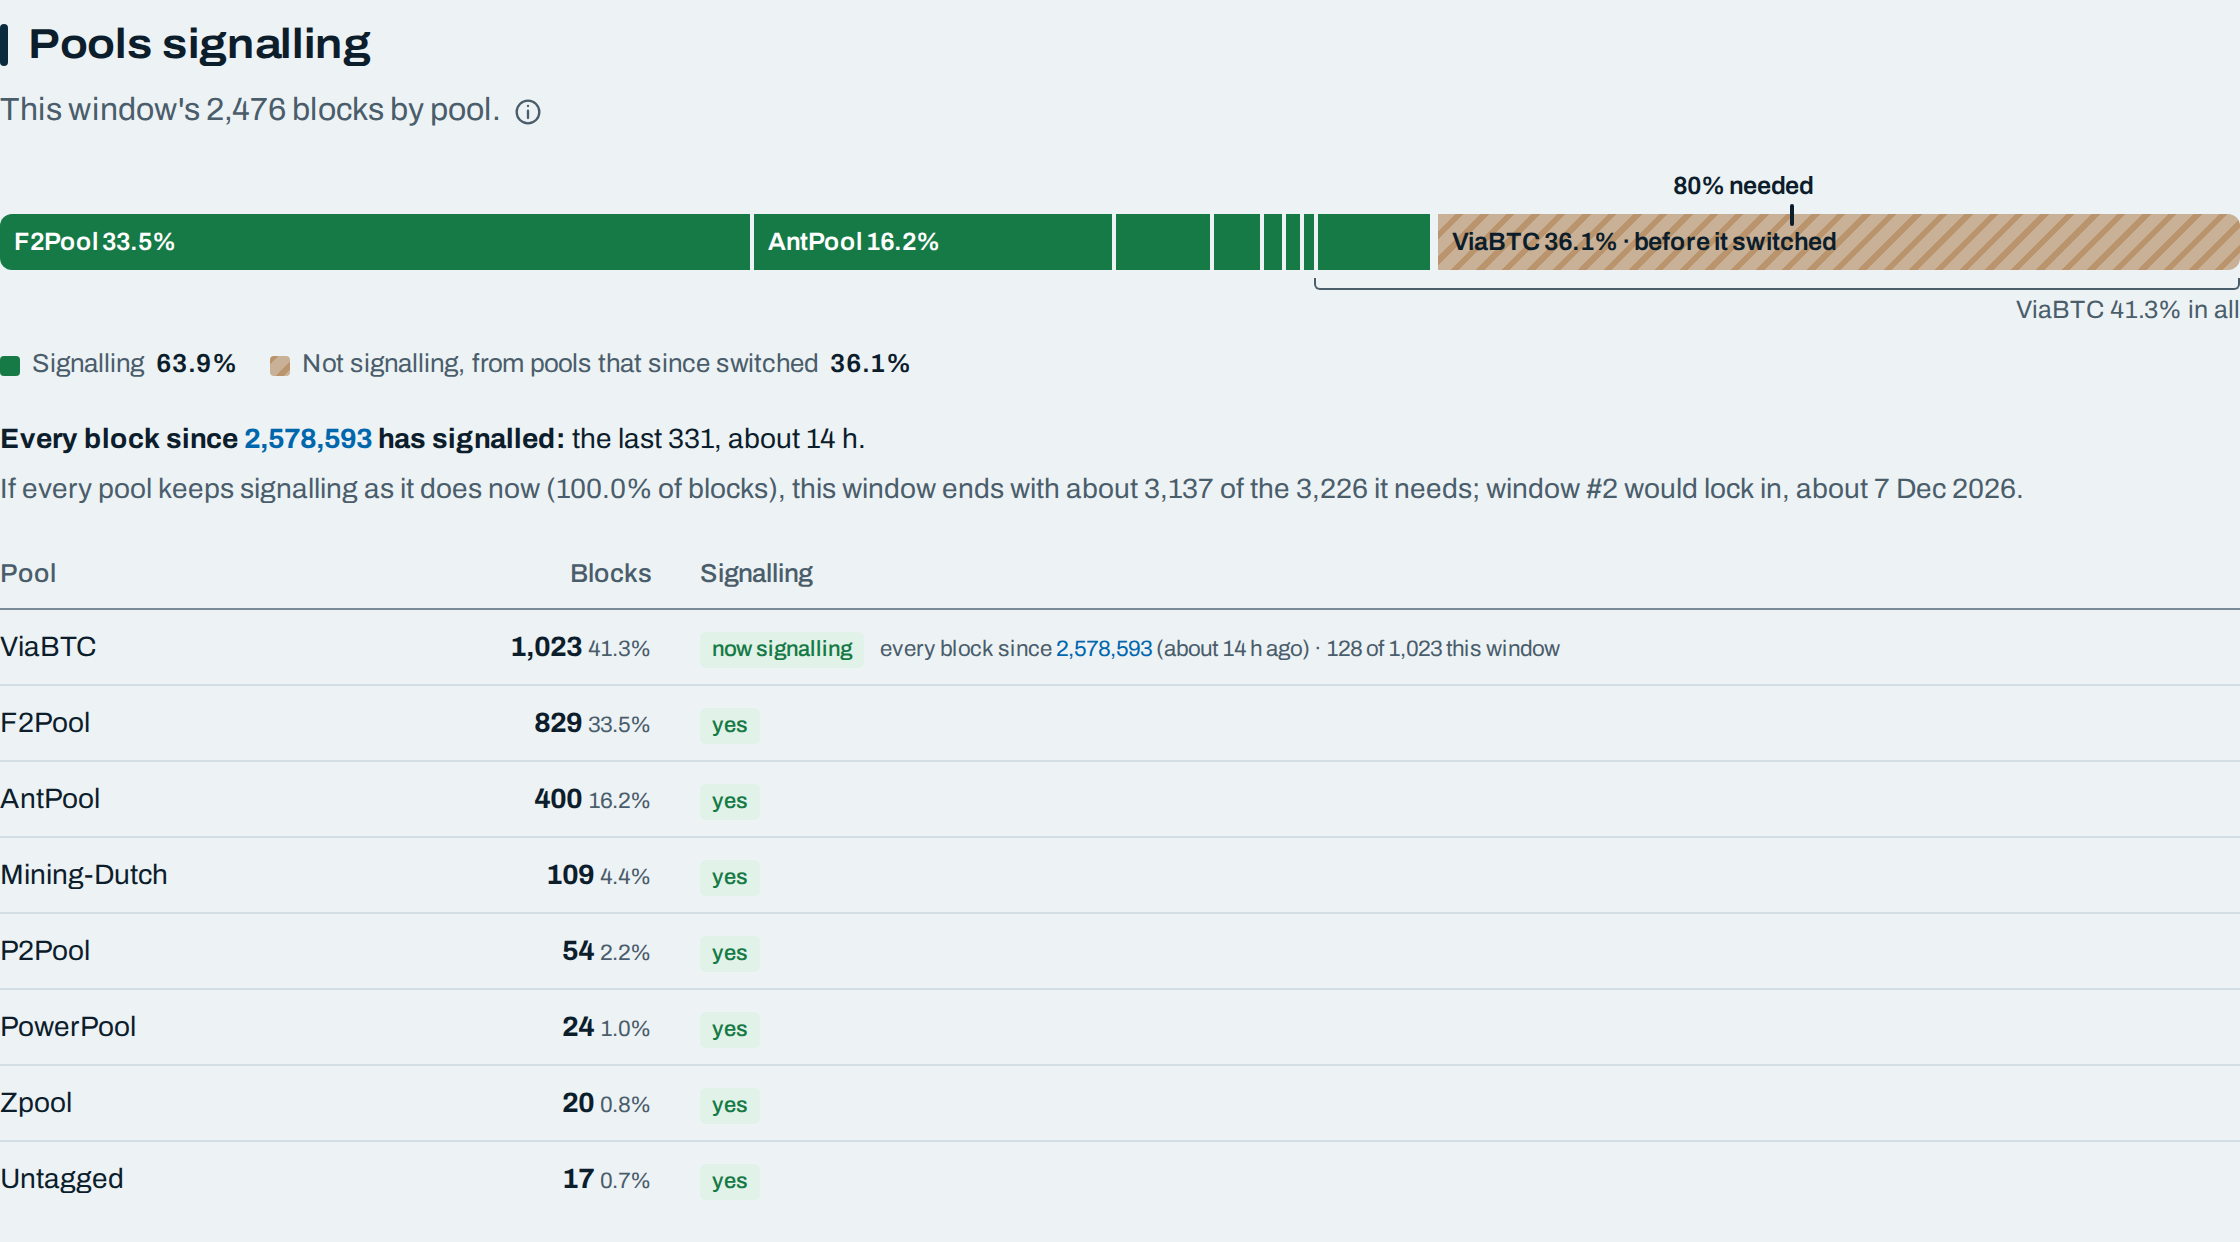 Pools signalling
This window's 2,476 blocks by pool.
80% needed
F2Pool 33.5% AntPool 16.2% ViaBTC 36.1% · before it switched
ViaBTC 41.3% in all
Signalling 63.9% Not signalling, from pools that since switched 36.1%
Every block since 2,578,593 has signalled: the last 331, about 14 h.
If every pool keeps signalling as it does now (100.0% of blocks), this window ends with about 3,137 of the 3,226 it needs; window #2 would lock in, about 7 Dec 2026.
Pool Blocks Signalling
ViaBTC 1,023 41.3% now signalling every block since 2,578,593 (about 14 h ago) · 128 of 1,023 this window
F2Pool 829 33.5% yes
AntPool 400 16.2% yes
Mining-Dutch 109 4.4% yes
P2Pool 54 2.2% yes
PowerPool 24 1.0% yes
Zpool 20 0.8% yes
Untagged 17 0.7% yes